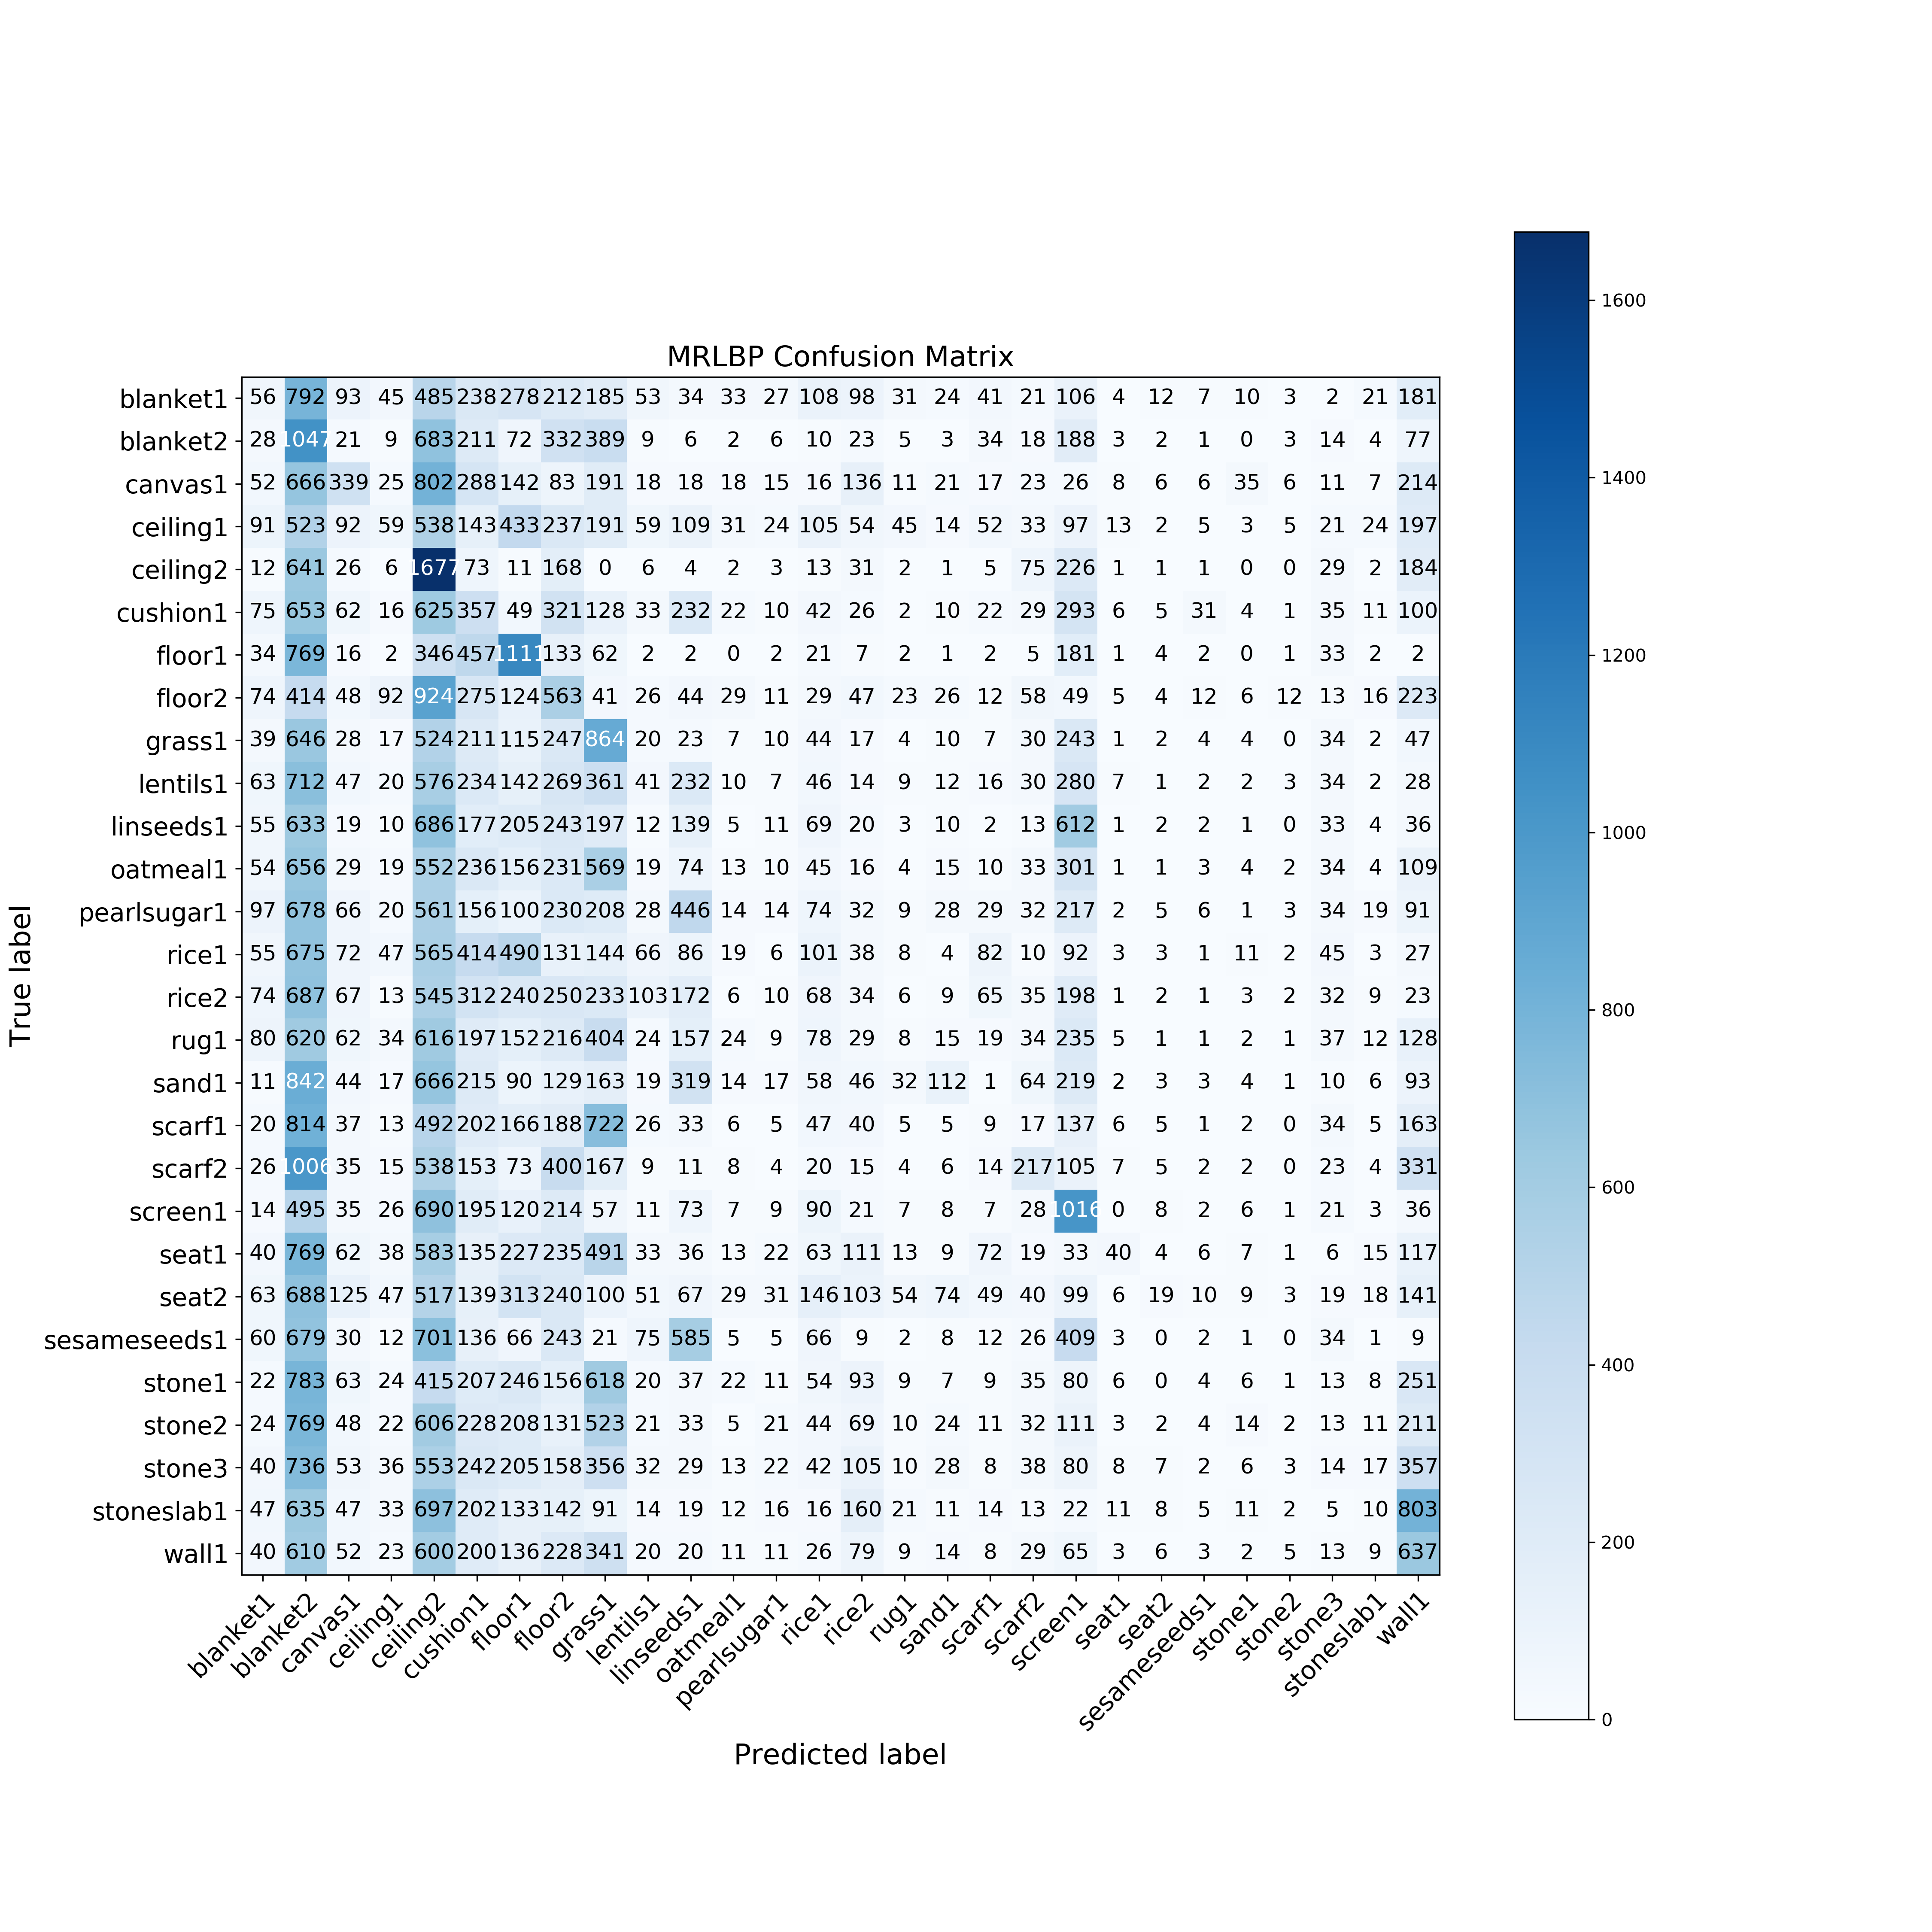 MRLBP Confusion Matrix
blanket1 56 792 93 45 485 238 278 212 185 53 34 33 27 108 98 31 24 41 21 106 4 12 7 10 3 2 21 181
blanket2 28 1047 21 9 683 211 72 332 389 9 6 2 6 10 23 5 3 34 18 188 3 2 1 0 3 14 4 77
canvas1 52 666 339 25 802 288 142 83 191 18 18 18 15 16 136 11 21 17 23 26 8 6 6 35 6 11 7 214
ceiling1 91 523 92 59 538 143 433 237 191 59 109 31 24 105 54 45 14 52 33 97 13 2 5 3 5 21 24 197
ceiling2 12 641 26 6 1677 73 11 168 0 6 4 2 3 13 31 2 1 5 75 226 1 1 1 0 0 29 2 184
cushion1 75 653 62 16 625 357 49 321 128 33 232 22 10 42 26 2 10 22 29 293 6 5 31 4 1 35 11 100
floor1 34 769 16 2 346 457 1111 133 62 2 2 0 2 21 7 2 1 2 5 181 1 4 2 0 1 33 2 2
floor2 74 414 48 92 924 275 124 563 41 26 44 29 11 29 47 23 26 12 58 49 5 4 12 6 12 13 16 223
grass1 39 646 28 17 524 211 115 247 864 20 23 7 10 44 17 4 10 7 30 243 1 2 4 4 0 34 2 47
lentils1 63 712 47 20 576 234 142 269 361 41 232 10 7 46 14 9 12 16 30 280 7 1 2 2 3 34 2 28
linseeds1 55 633 19 10 686 177 205 243 197 12 139 5 11 69 20 3 10 2 13 612 1 2 2 1 0 33 4 36
oatmeal1 54 656 29 19 552 236 156 231 569 19 74 13 10 45 16 4 15 10 33 301 1 1 3 4 2 34 4 109
pearlsugar1 97 678 66 20 561 156 100 230 208 28 446 14 14 74 32 9 28 29 32 217 2 5 6 1 3 34 19 91
rice1 55 675 72 47 565 414 490 131 144 66 86 19 6 101 38 8 4 82 10 92 3 3 1 11 2 45 3 27
rice2 74 687 67 13 545 312 240 250 233 103 172 6 10 68 34 6 9 65 35 198 1 2 1 3 2 32 9 23
rug1 80 620 62 34 616 197 152 216 404 24 157 24 9 78 29 8 15 19 34 235 5 1 1 2 1 37 12 128
sand1 11 842 44 17 666 215 90 129 163 19 319 14 17 58 46 32 112 1 64 219 2 3 3 4 1 10 6 93
scarf1 20 814 37 13 492 202 166 188 722 26 33 6 5 47 40 5 5 9 17 137 6 5 1 2 0 34 5 163
scarf2 26 1006 35 15 538 153 73 400 167 9 11 8 4 20 15 4 6 14 217 105 7 5 2 2 0 23 4 331
screen1 14 495 35 26 690 195 120 214 57 11 73 7 9 90 21 7 8 7 28 1016 0 8 2 6 1 21 3 36
seat1 40 769 62 38 583 135 227 235 491 33 36 13 22 63 111 13 9 72 19 33 40 4 6 7 1 6 15 117
seat2 63 688 125 47 517 139 313 240 100 51 67 29 31 146 103 54 74 49 40 99 6 19 10 9 3 19 18 141
sesameseeds1 60 679 30 12 701 136 66 243 21 75 585 5 5 66 9 2 8 12 26 409 3 0 2 1 0 34 1 9
stone1 22 783 63 24 415 207 246 156 618 20 37 22 11 54 93 9 7 9 35 80 6 0 4 6 1 13 8 251
stone2 24 769 48 22 606 228 208 131 523 21 33 5 21 44 69 10 24 11 32 111 3 2 4 14 2 13 11 211
stone3 40 736 53 36 553 242 205 158 356 32 29 13 22 42 105 10 28 8 38 80 8 7 2 6 3 14 17 357
stoneslab1 47 635 47 33 697 202 133 142 91 14 19 12 16 16 160 21 11 14 13 22 11 8 5 11 2 5 10 803
wall1 40 610 52 23 600 200 136 228 341 20 20 11 11 26 79 9 14 8 29 65 3 6 3 2 5 13 9 637
True label
blanket1 blanket2 canvas1 ceiling1 ceiling2 cushion1 floor1 floor2 grass1 lentils1 linseeds1 oatmeal1 pearlsugar1 rice1 rice2 rug1 sand1 scarf1 scarf2 screen1 seat1 seat2 sesameseeds1 stone1 stone2 stone3 stoneslab1 wall1
Predicted label
1600
1400
1200
1000
800
600
400
200
0